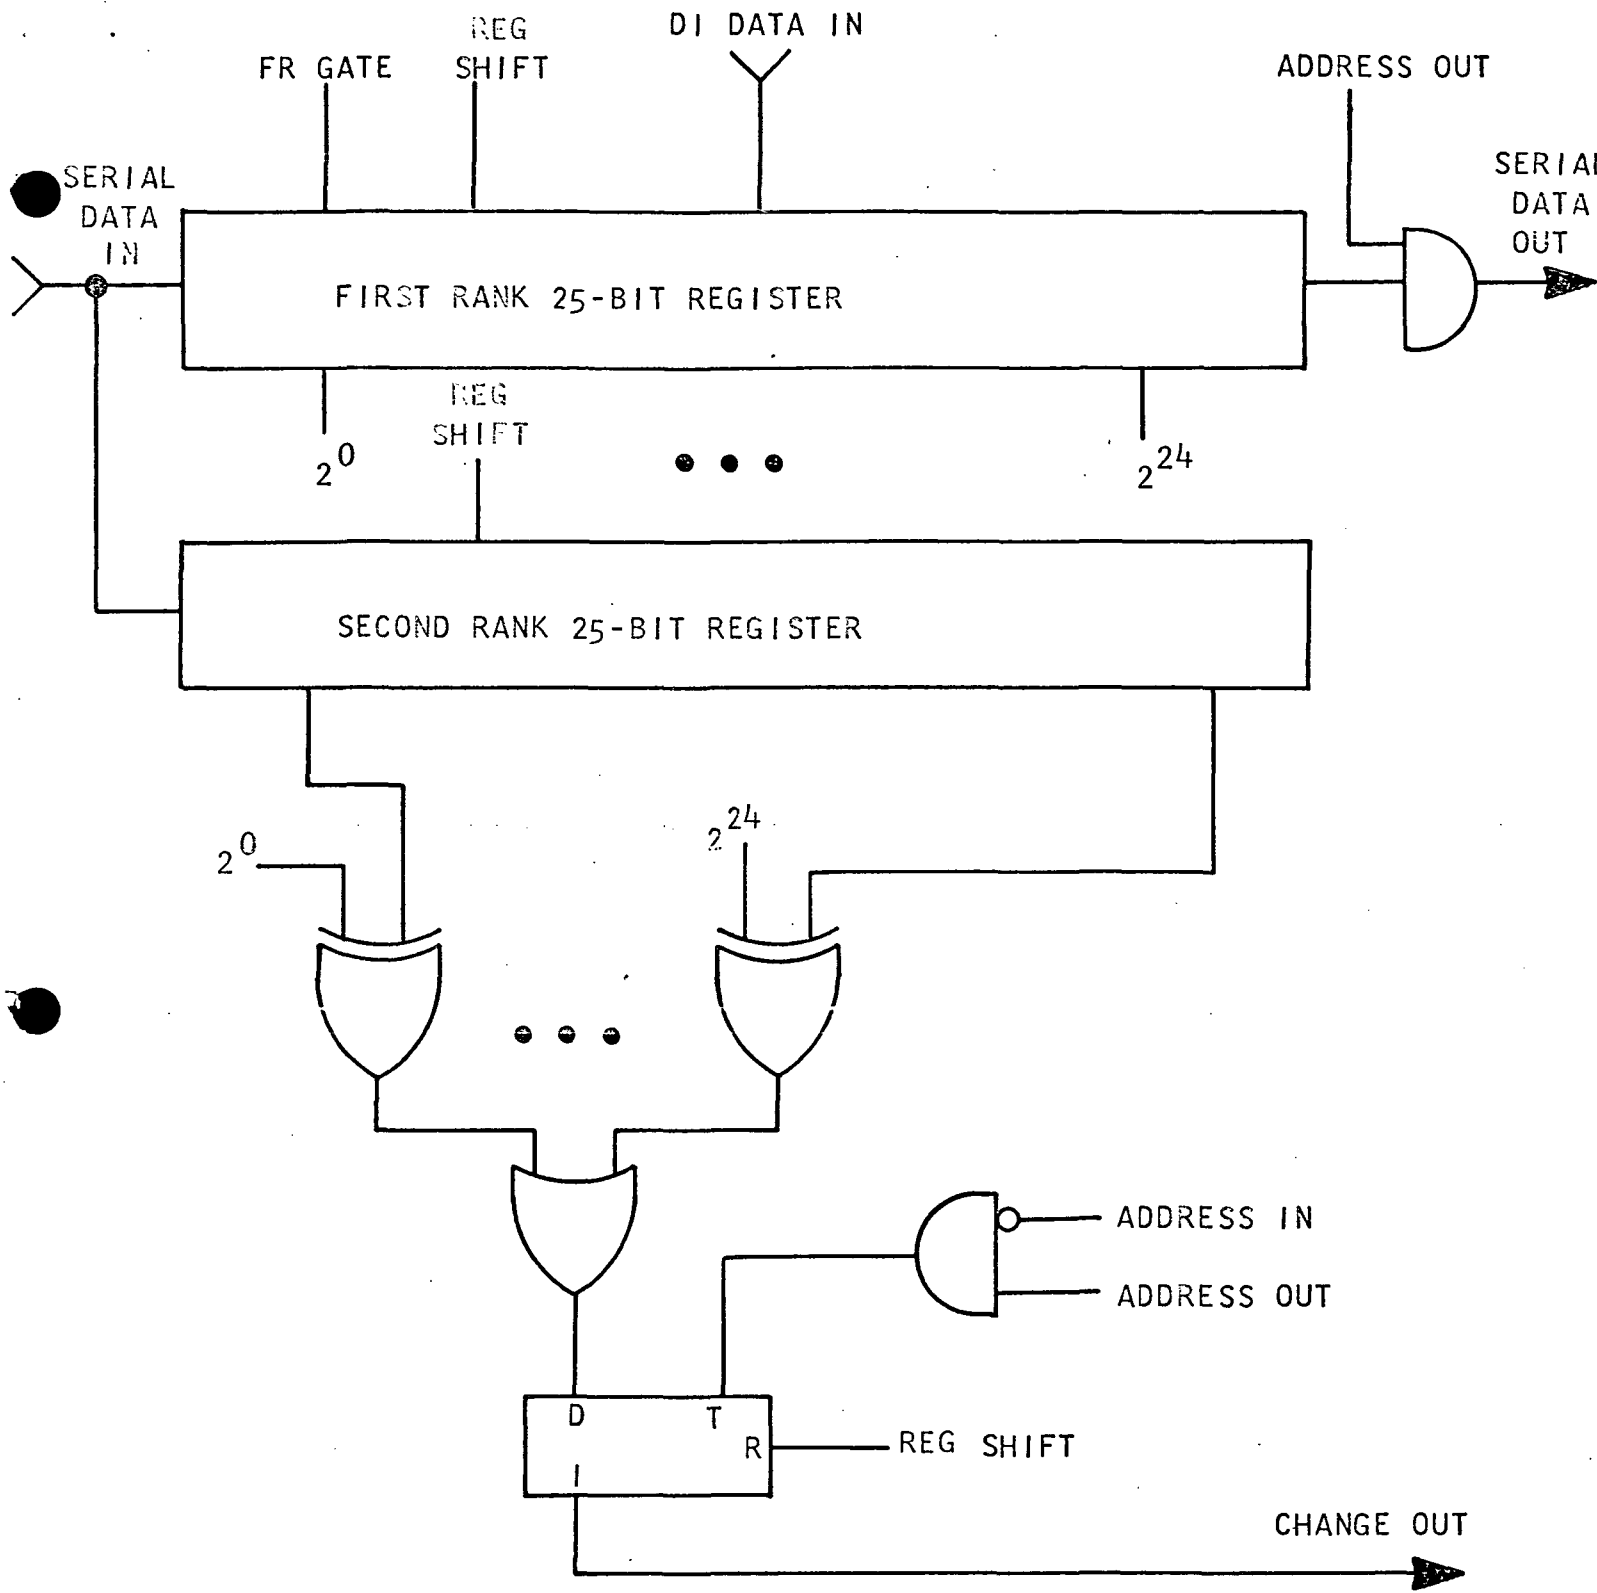 DI DATA IN
REG
SHIFT
FR GATE
ADDRESS OUT
SERIAL
DATA
IN
SERIAL
DATA
OUT
FIRST RANK 25-BIT REGISTER
REG
SHIFT
2^0
2^24
SECOND RANK 25-BIT REGISTER
2^0
2^24
ADDRESS IN
ADDRESS OUT
D
T
R
REG SHIFT
1
CHANGE OUT